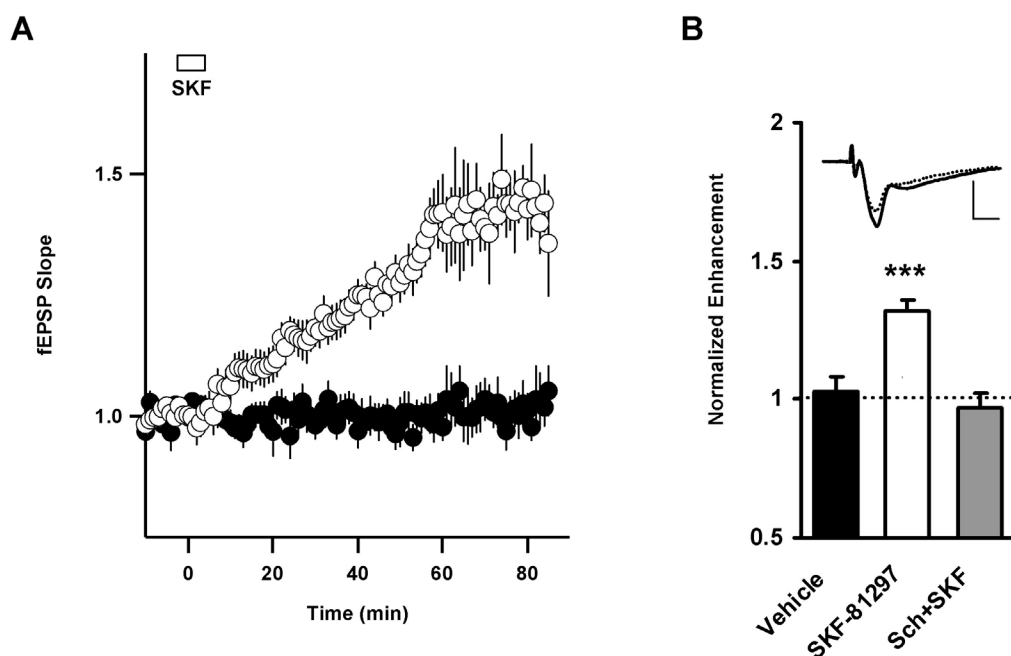 A
SKF
1.5
1.0
fEPSP Slope
0
20
40
60
80
Time (min)
B
2
1.5
1
0.5
Normalized Enhancement
***
Vehicle
SKF-81297
Sch+SKF